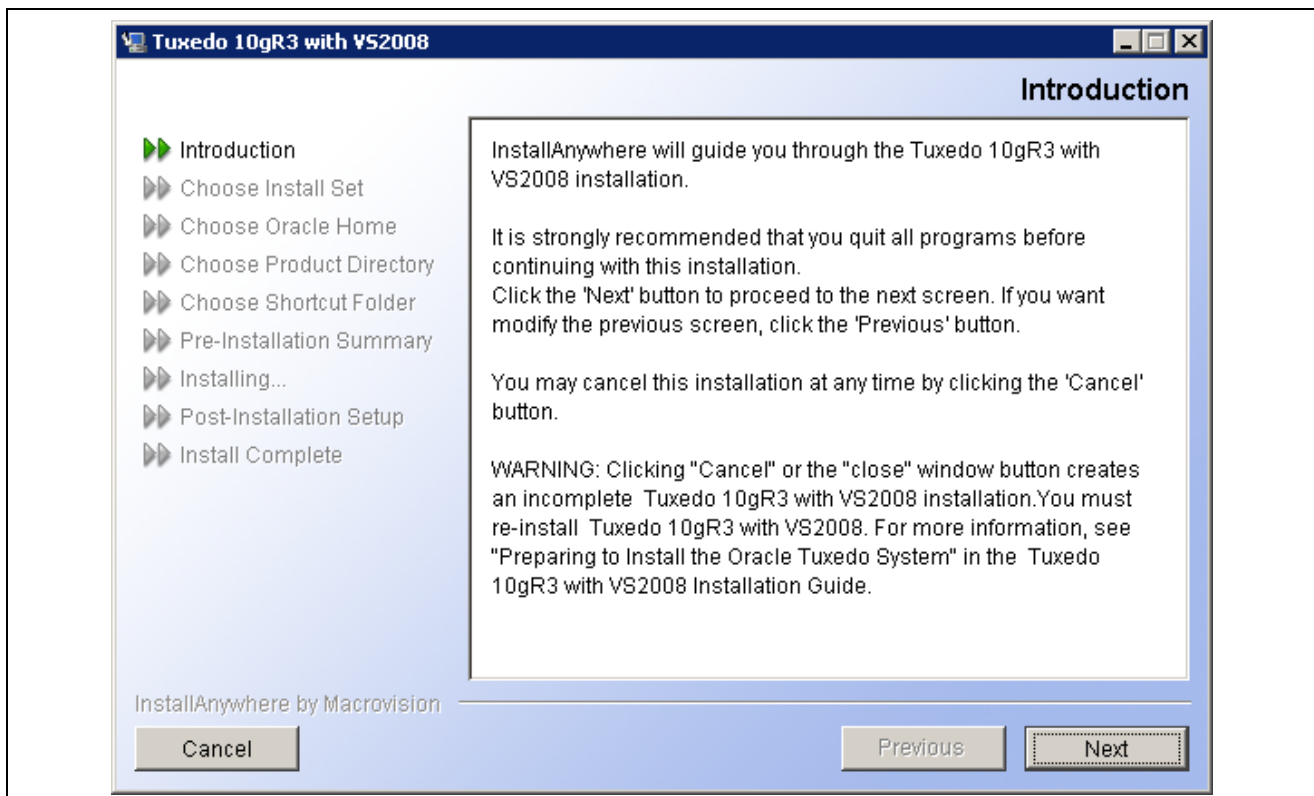 Tuxedo 10gR3 with VS2008
Introduction
Introduction
Choose Install Set
Choose Oracle Home
Choose Product Directory
Choose Shortcut Folder
Pre-Installation Summary
Installing...
Post-Installation Setup
Install Complete
InstallAnywhere will guide you through the Tuxedo 10gR3 with
VS2008 installation.
It is strongly recommended that you quit all programs before
continuing with this installation.
Click the 'Next' button to proceed to the next screen. If you want
modify the previous screen, click the 'Previous' button.
You may cancel this installation at any time by clicking the 'Cancel'
button.
WARNING: Clicking "Cancel" or the "close" window button creates
an incomplete  Tuxedo 10gR3 with VS2008 installation.You must
re-install  Tuxedo 10gR3 with VS2008. For more information, see
"Preparing to Install the Oracle Tuxedo System" in the  Tuxedo
10gR3 with VS2008 Installation Guide.
InstallAnywhere by Macrovision
Cancel
Previous
Next